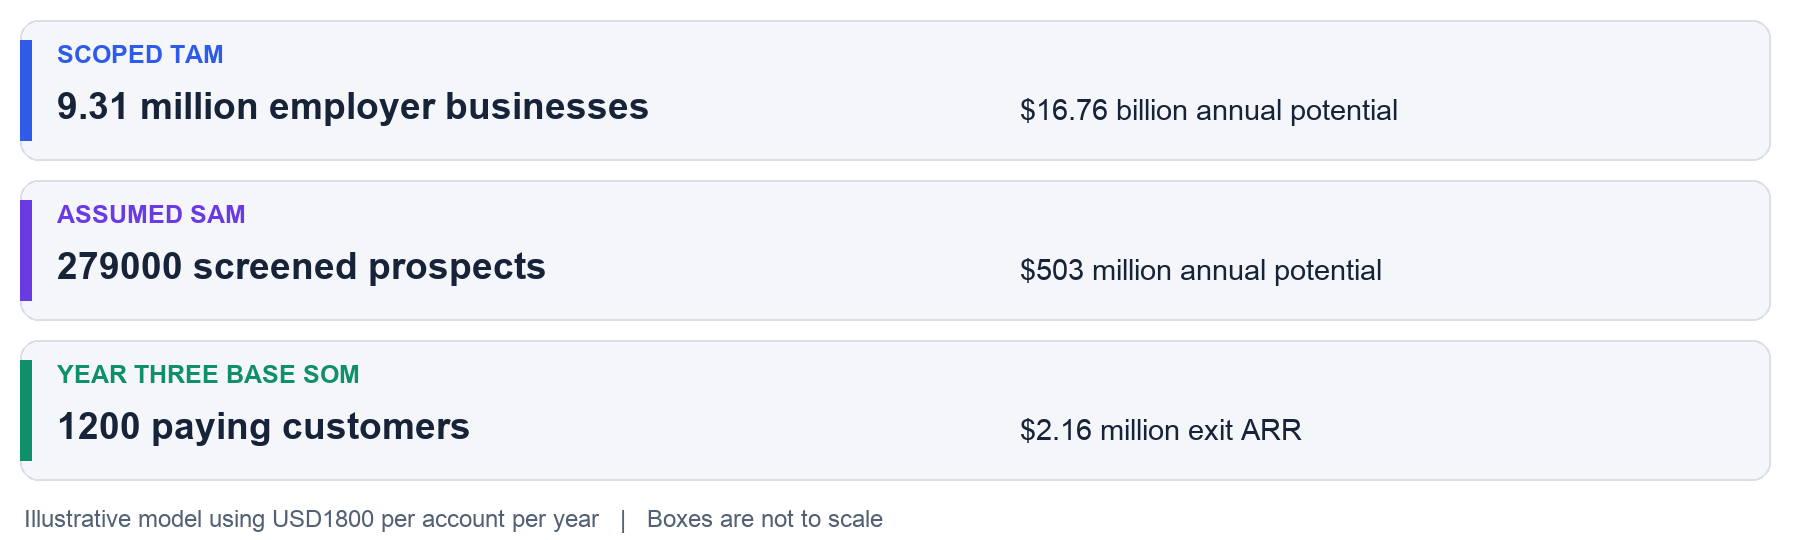 SCOPED TAM
9.31 million employer businesses
$16.76 billion annual potential
ASSUMED SAM
279000 screened prospects
$503 million annual potential
YEAR THREE BASE SOM
1200 paying customers
$2.16 million exit ARR
Illustrative model using USD1800 per account per year | Boxes are not to scale